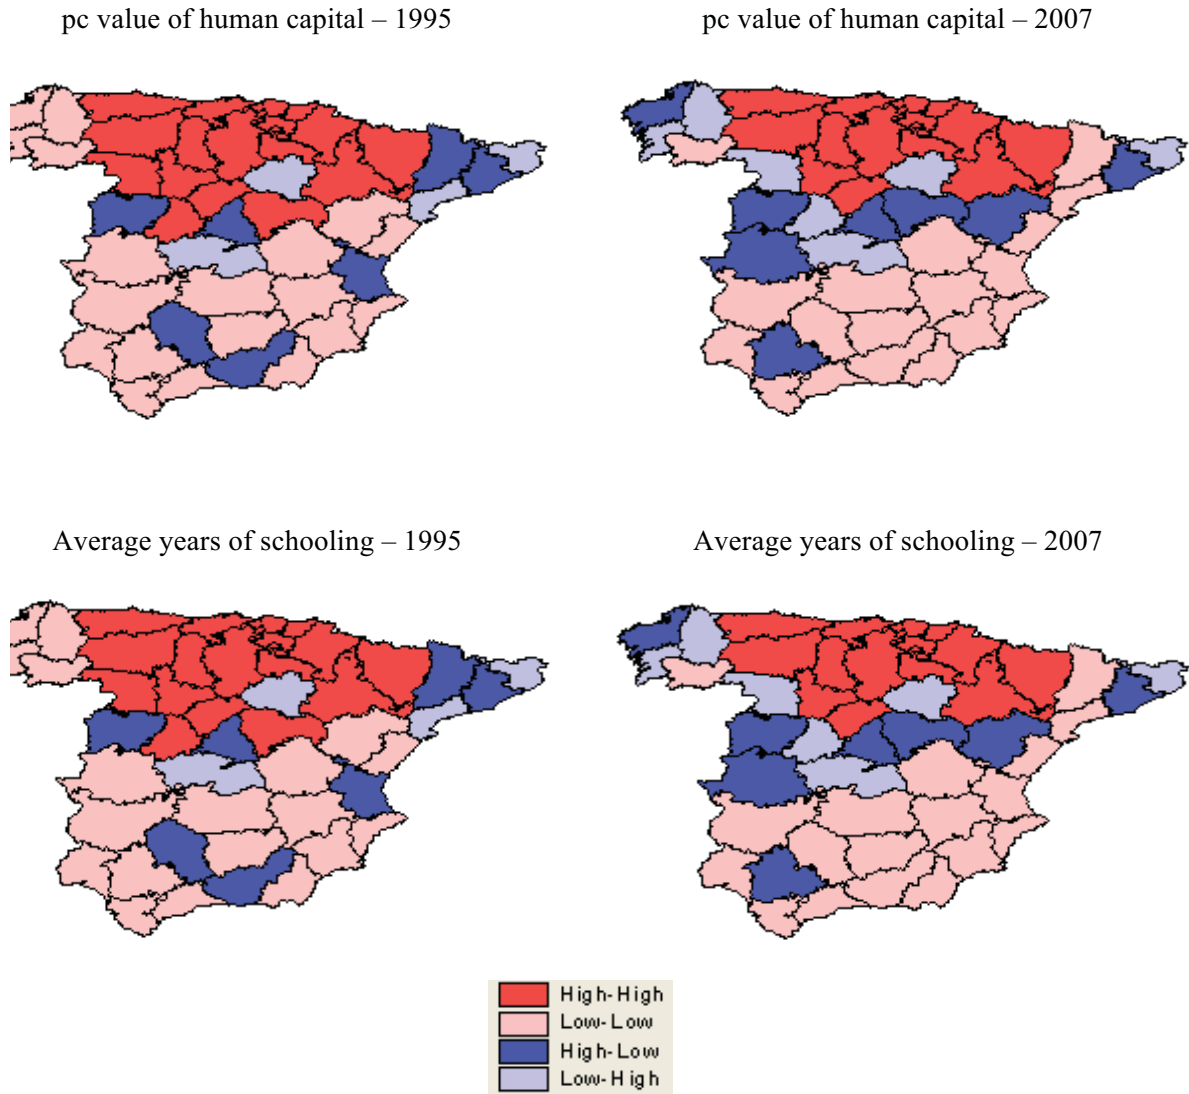 pc value of human capital – 1995
pc value of human capital – 2007
Average years of schooling – 1995
Average years of schooling – 2007
High-High
Low-Low
High-Low
Low-High